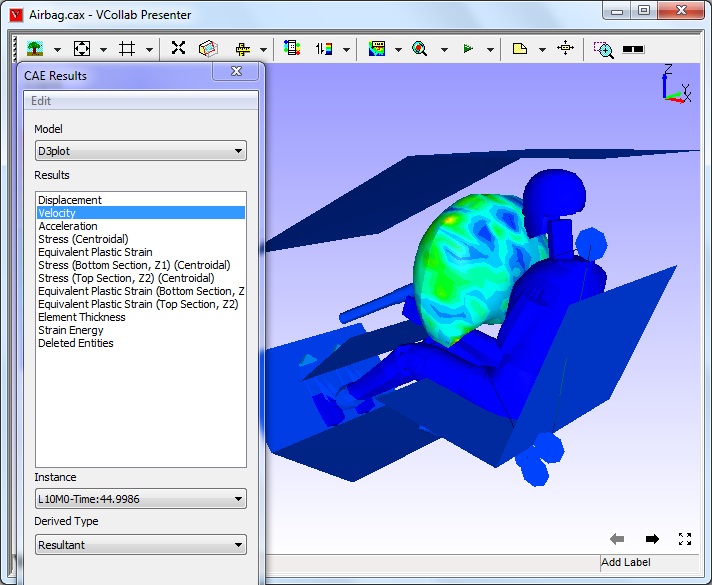 Airbag.cax - VCollab Presenter
CAE Results
Edit
Model
D3plot
Results
Displacement
Velocity
Acceleration
Stress (Centroidal)
Equivalent Plastic Strain
Stress (Bottom Section, Z1) (Centroidal)
Stress (Top Section, Z2) (Centroidal)
Equivalent Plastic Strain (Bottom Section, Z
Equivalent Plastic Strain (Top Section, Z2)
Element Thickness
Strain Energy
Deleted Entities
Instance
L10M0-Time:44.9986
Derived Type
Resultant
Z
Y
X
Add Label